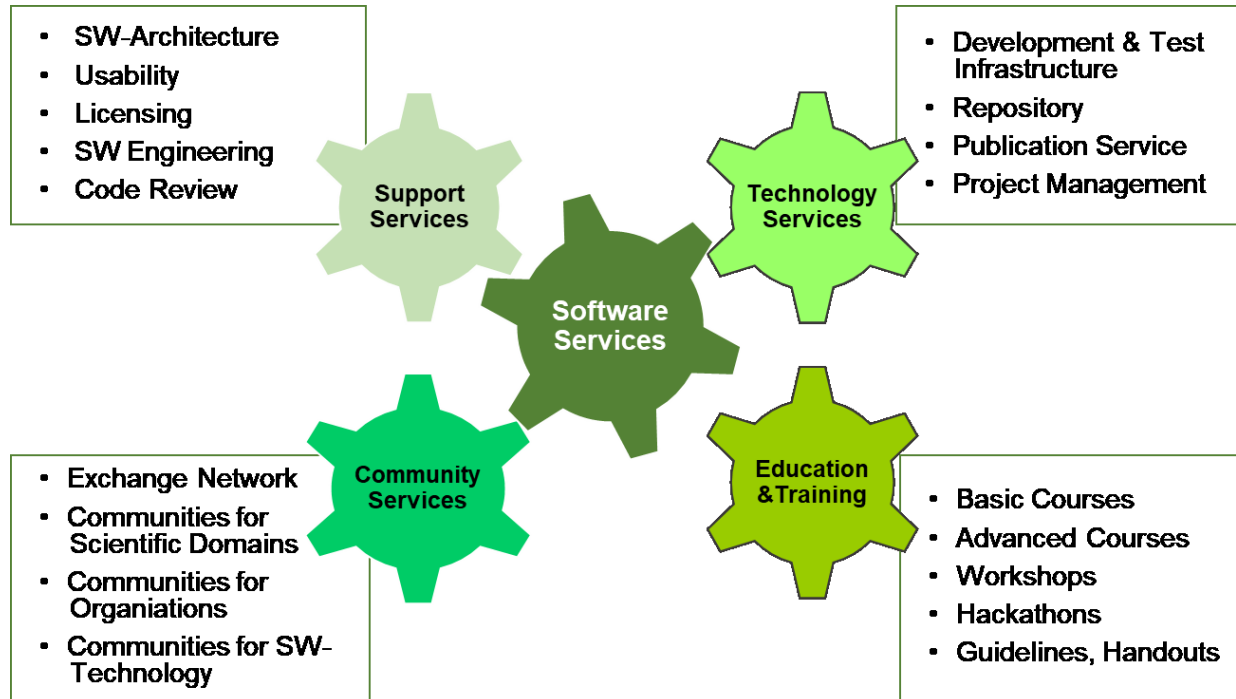 • SW-Architecture
• Usability
• Licensing
• SW Engineering
• Code Review
Support
Services
Technology
Services
• Development & Test
Infrastructure
• Repository
• Publication Service
• Project Management
Software
Services
Community
Services
• Exchange Network
• Communities for
Scientific Domains
• Communities for
Organiations
• Communities for SW-
Technology
Education
&Training
• Basic Courses
• Advanced Courses
• Workshops
• Hackathons
• Guidelines, Handouts